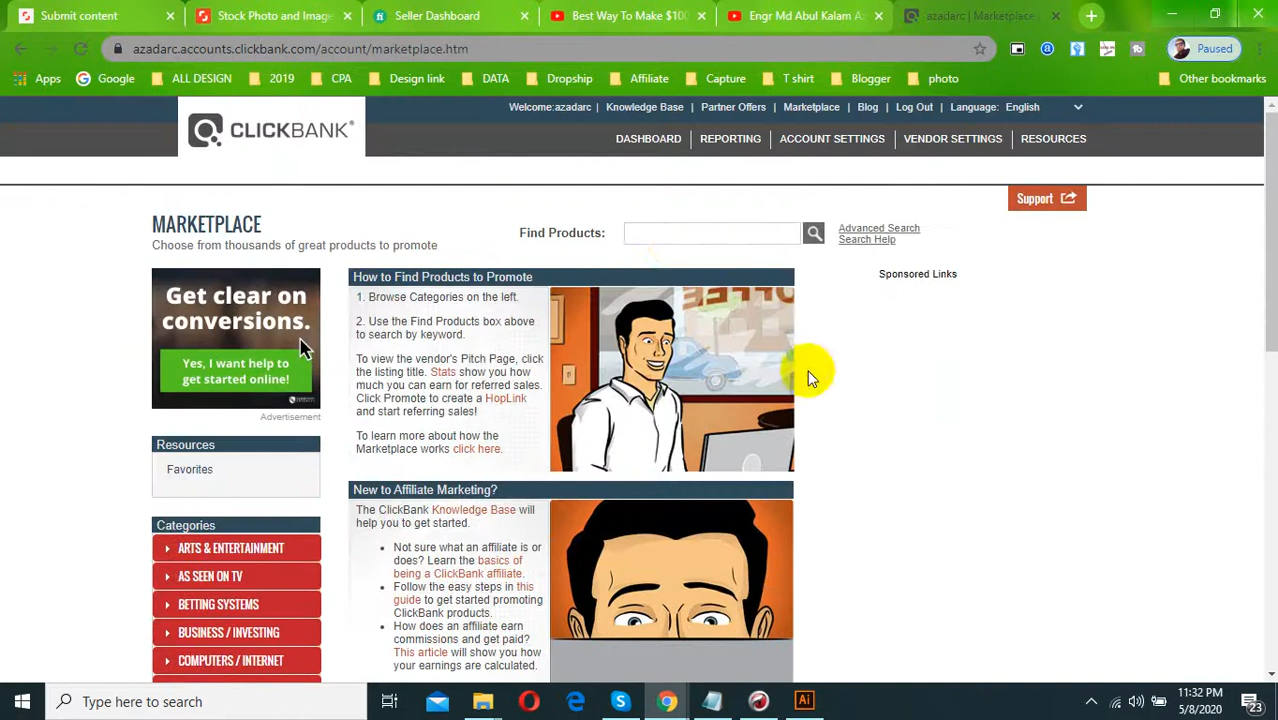 Submit content
Stock Photo and Image
Seller Dashboard
Best Way To Make $100
Engr Md Abul Kalam Az
azadarc | Marketplace
azadarc.accounts.clickbank.com/account/marketplace.htm
Paused
Apps
Google
ALL DESIGN
2019
CPA
Design link
DATA
Dropship
Affiliate
Capture
T shirt
Blogger
photo
Other bookmarks
Welcome:azadarc | Knowledge Base | Partner Offers | Marketplace | Blog | Log Out | Language: English
CLICKBANK®
DASHBOARD | REPORTING | ACCOUNT SETTINGS | VENDOR SETTINGS | RESOURCES
Support
MARKETPLACE
Choose from thousands of great products to promote
Find Products:
Advanced Search
Search Help
Get clear on
conversions.
Yes, I want help to
get started online!
Advertisement
Resources
Favorites
Categories
ARTS & ENTERTAINMENT
AS SEEN ON TV
BETTING SYSTEMS
BUSINESS / INVESTING
COMPUTERS / INTERNET
How to Find Products to Promote
1. Browse Categories on the left.
2. Use the Find Products box above
to search by keyword.
To view the vendor's Pitch Page, click
the listing title. Stats show you how
much you can earn for referred sales.
Click Promote to create a HopLink
and start referring sales!
To learn more about how the
Marketplace works click here.
New to Affiliate Marketing?
The ClickBank Knowledge Base will
help you to get started.
Not sure what an affiliate is or
does? Learn the basics of
being a ClickBank affiliate.
Follow the easy steps in this
guide to get started promoting
ClickBank products.
How does an affiliate earn
commissions and get paid?
This article will show you how
your earnings are calculated.
Sponsored Links
Type here to search
11:32 PM
5/8/2020
23